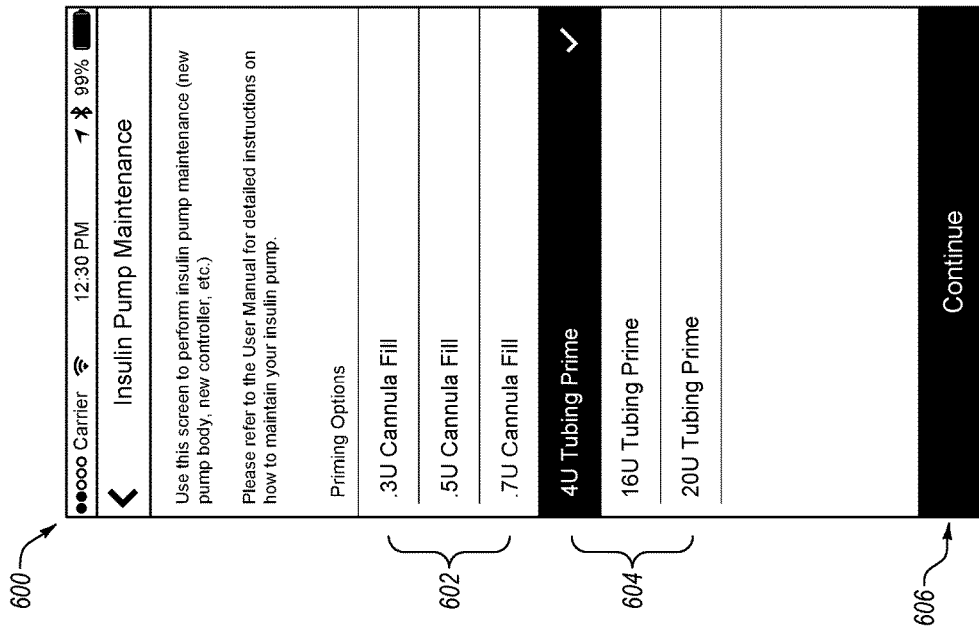 600
●●○○○ Carrier 12:30 PM 99%
Insulin Pump Maintenance
Use this screen to perform insulin pump maintenance (new
pump body, new controller, etc.)
Please refer to the User Manual for detailed instructions on
how to maintain your insulin pump.
Priming Options
.3U Cannula Fill
.5U Cannula Fill
.7U Cannula Fill
602
4U Tubing Prime
16U Tubing Prime
20U Tubing Prime
604
Continue
606